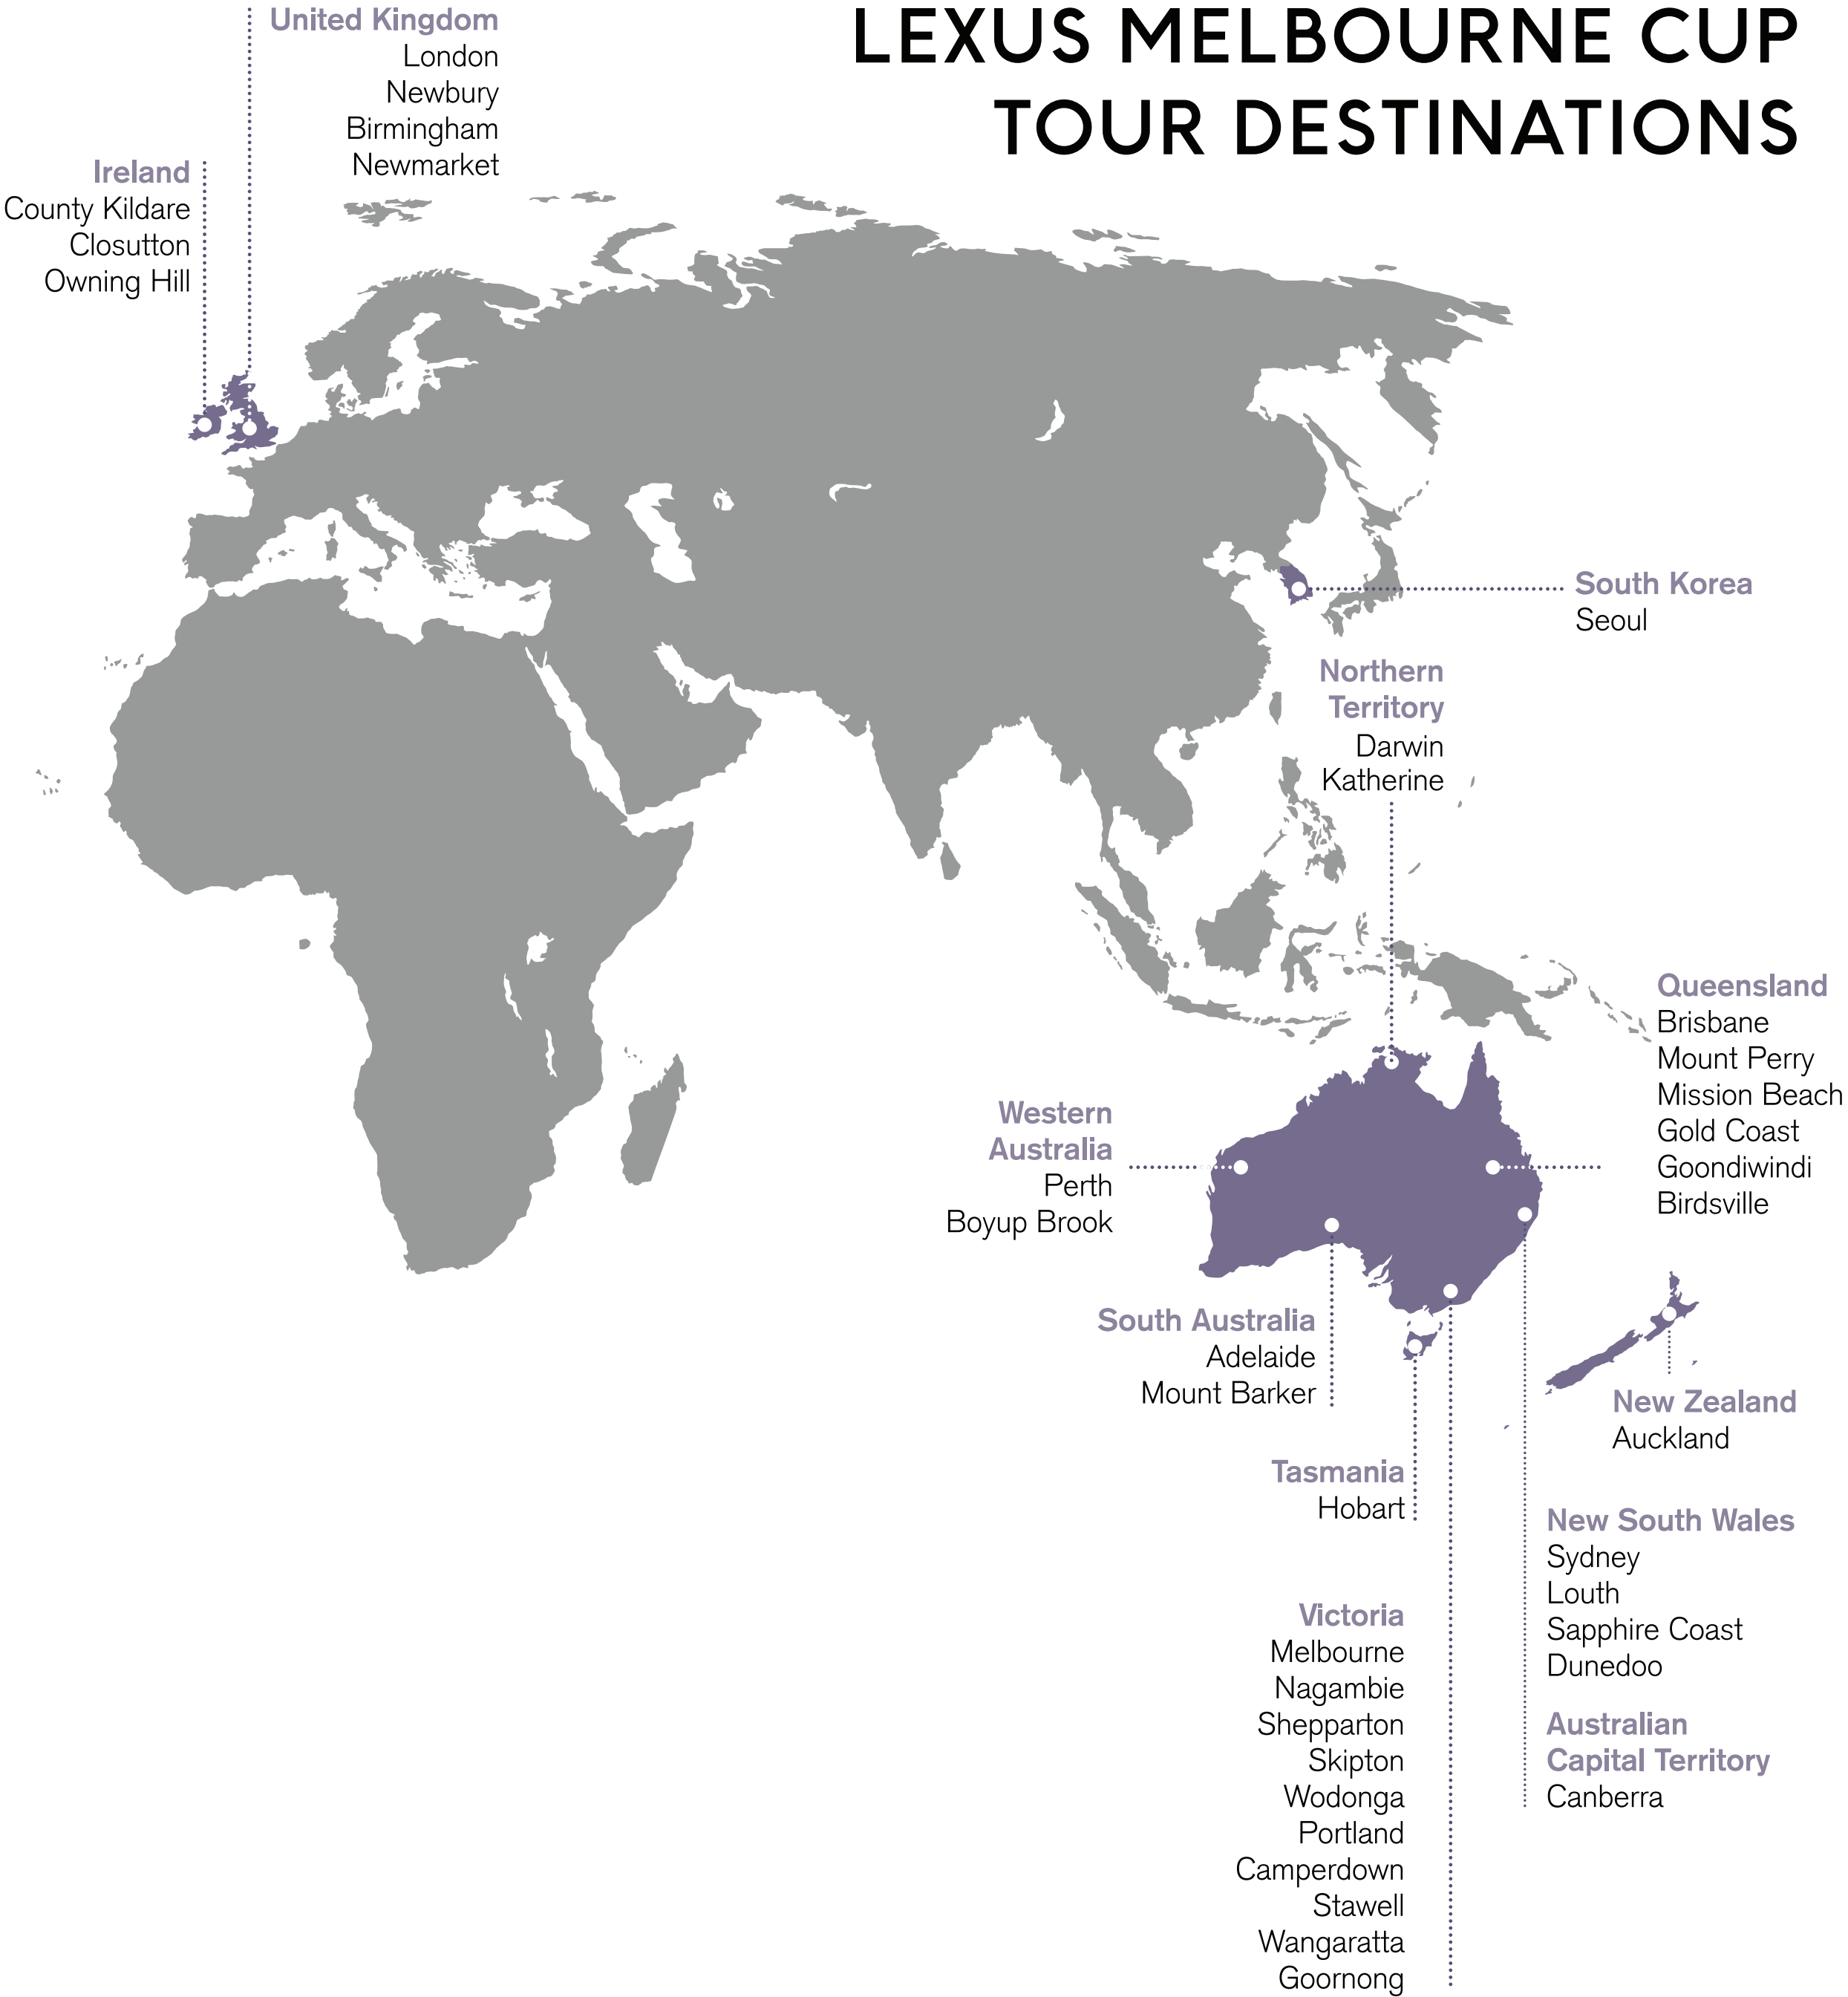 LEXUS MELBOURNE CUP
TOUR DESTINATIONS
United Kingdom
London
Newbury
Birmingham
Newmarket
Ireland
County Kildare
Closutton
Owning Hill
South Korea
Seoul
Northern
Territory
Darwin
Katherine
Queensland
Brisbane
Mount Perry
Mission Beach
Gold Coast
Goondiwindi
Birdsville
Western
Australia
Perth
Boyup Brook
South Australia
Adelaide
Mount Barker
New Zealand
Auckland
Tasmania
Hobart
New South Wales
Sydney
Louth
Sapphire Coast
Dunedoo
Victoria
Melbourne
Nagambie
Shepparton
Skipton
Wodonga
Portland
Camperdown
Stawell
Wangaratta
Goornong
Australian
Capital Territory
Canberra